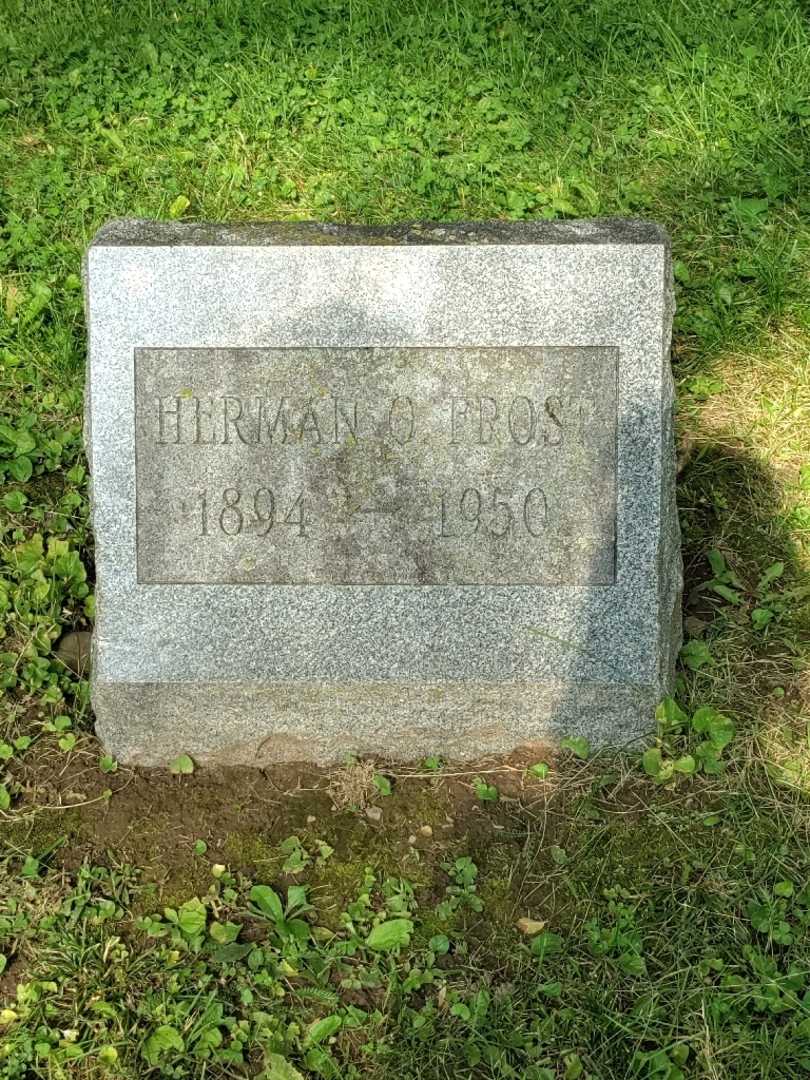 HERMAN O. FROST
1894 — 1950